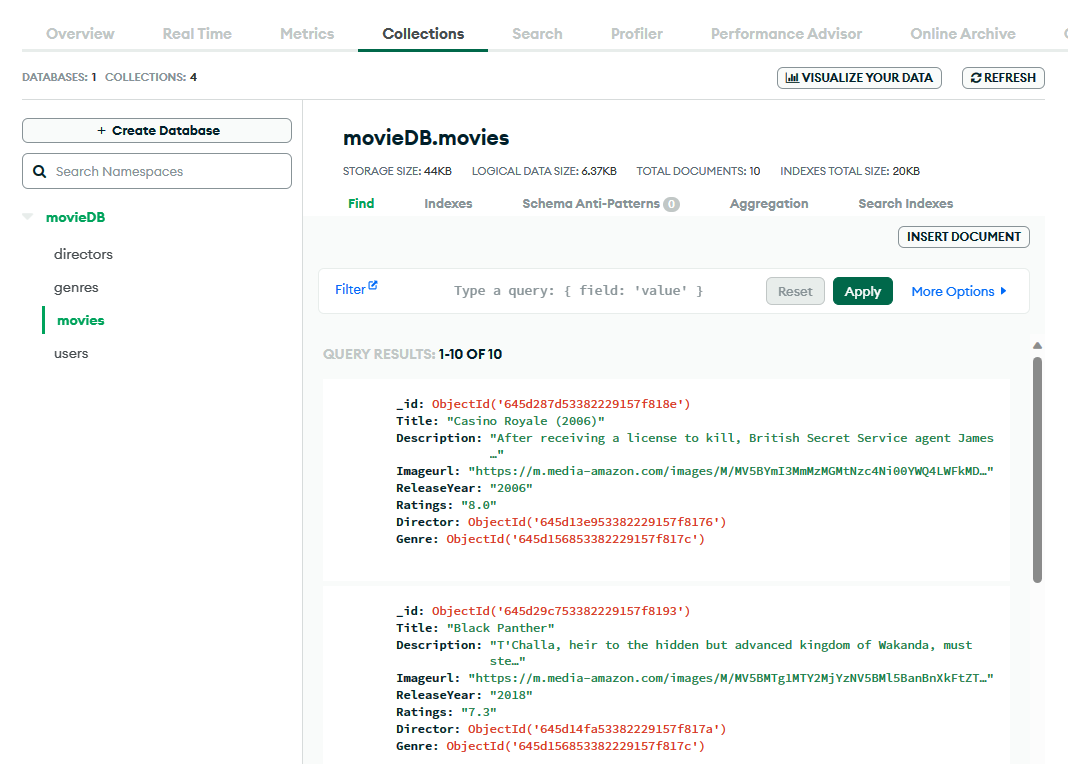 Overview Real Time Metrics Collections Search Profiler Performance Advisor Online Archive
DATABASES: 1 COLLECTIONS: 4
VISUALIZE YOUR DATA
REFRESH
+ Create Database
Search Namespaces
movieDB
directors
genres
movies
users
movieDB.movies
STORAGE SIZE: 44KB LOGICAL DATA SIZE: 6.37KB TOTAL DOCUMENTS: 10 INDEXES TOTAL SIZE: 20KB
Find Indexes Schema Anti-Patterns 0 Aggregation Search Indexes
INSERT DOCUMENT
Filter Type a query: { field: 'value' } Reset Apply More Options
QUERY RESULTS: 1-10 OF 10
_id: ObjectId('645d287d53382229157f818e')
Title: "Casino Royale (2006)"
Description: "After receiving a license to kill, British Secret Service agent James
…"
Imageurl: "https://m.media-amazon.com/images/M/MV5BYmI3MmMzMGMtNzc4Ni00YWQ4LWFkMD…"
ReleaseYear: "2006"
Ratings: "8.0"
Director: ObjectId('645d13e953382229157f8176')
Genre: ObjectId('645d156853382229157f817c')
_id: ObjectId('645d29c753382229157f8193')
Title: "Black Panther"
Description: "T'Challa, heir to the hidden but advanced kingdom of Wakanda, must
ste…"
Imageurl: "https://m.media-amazon.com/images/M/MV5BMTg1MTY2MjYzNV5BMl5BanBnXkFtZT…"
ReleaseYear: "2018"
Ratings: "7.3"
Director: ObjectId('645d14fa53382229157f817a')
Genre: ObjectId('645d156853382229157f817c')